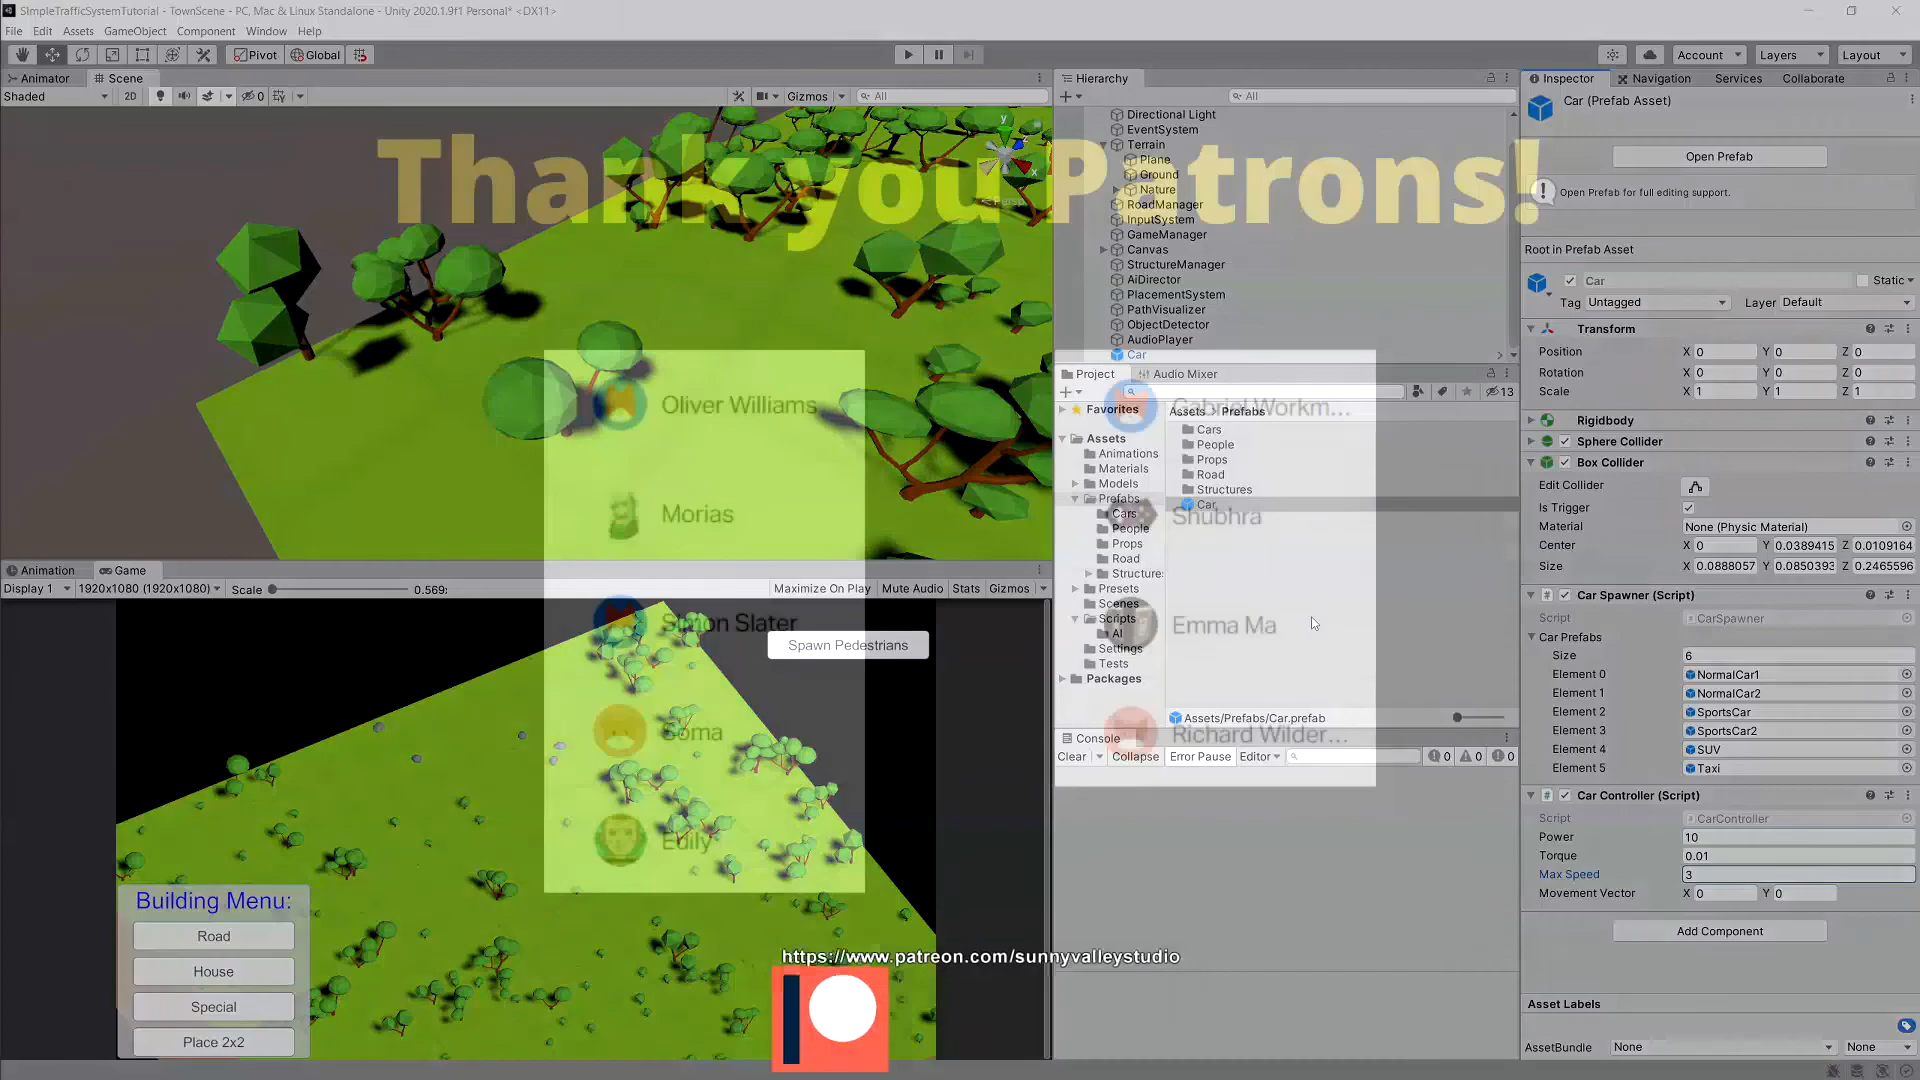 SImpleTrafficSystemTutorial - TownScene - PC, Mac & Linux Standalone - Unity 2020.1.9f1 Personal* <DX11>
File Edit Assets GameObject Component Window Help
Pivot Global Account Layers Layout
Animator Scene
Shaded 2D 0 Gizmos All
y
x
Persp
Thank you Patrons!
Oliver Williams
Morias
Simon Slater
Coma
Edily
Gabriel Workm...
Shubhra
Emma Ma
Richard Wilder...
Animation Game
Display 1 1920x1080 (1920x1080) Scale 0.569: Maximize On Play Mute Audio Stats Gizmos
Spawn Pedestrians
Building Menu:
Road
House
Special
Place 2x2
https://www.patreon.com/sunnyvalleystudio
Hierarchy
All
Directional Light
EventSystem
Terrain
Plane
Ground
Nature
RoadManager
InputSystem
GameManager
Canvas
StructureManager
AiDirector
PlacementSystem
PathVisualizer
ObjectDetector
AudioPlayer
Car
Project Audio Mixer
13
Favorites
Assets
Animations
Materials
Models
Prefabs
Cars
People
Props
Road
Structure:
Presets
Scenes
Scripts
AI
Settings
Tests
Packages
Assets > Prefabs
Cars
People
Props
Road
Structures
Car
Assets/Prefabs/Car.prefab
Console
Clear Collapse Error Pause Editor 0 0 0
Inspector Navigation Services Collaborate
Car (Prefab Asset)
Open Prefab
Open Prefab for full editing support.
Root in Prefab Asset
Car Static
Tag Untagged Layer Default
Transform
Position X 0 Y 0 Z 0
Rotation X 0 Y 0 Z 0
Scale X 1 Y 1 Z 1
Rigidbody
Sphere Collider
Box Collider
Edit Collider
Is Trigger
Material None (Physic Material)
Center X 0 Y 0.0389415 Z 0.0109164
Size X 0.0888057 Y 0.0850393 Z 0.2465596
Car Spawner (Script)
Script CarSpawner
Car Prefabs
Size 6
Element 0 NormalCar1
Element 1 NormalCar2
Element 2 SportsCar
Element 3 SportsCar2
Element 4 SUV
Element 5 Taxi
Car Controller (Script)
Script CarController
Power 10
Torque 0.01
Max Speed 3
Movement Vector X 0 Y 0
Add Component
Asset Labels
AssetBundle None None